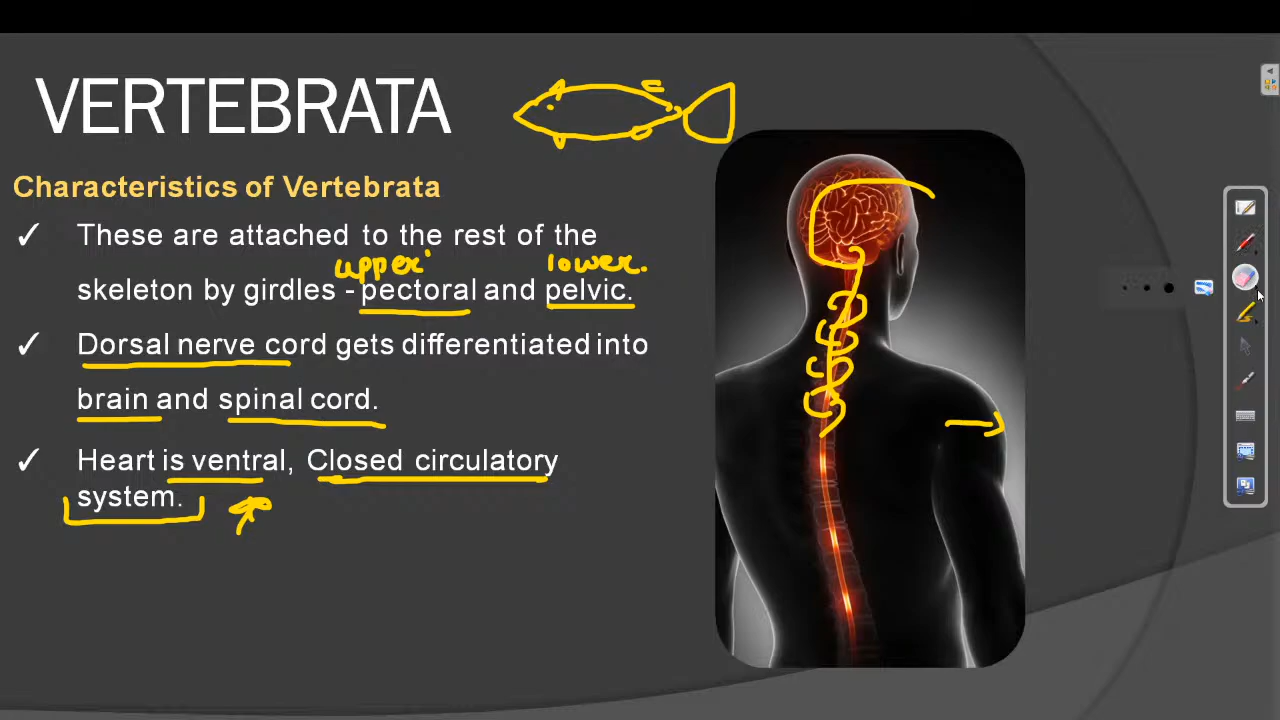 VERTEBRATA
Characteristics of Vertebrata
✓ These are attached to the rest of the
upper lower.
skeleton by girdles - pectoral and pelvic.
✓ Dorsal nerve cord gets differentiated into
brain and spinal cord.
✓ Heart is ventral, Closed circulatory
system.